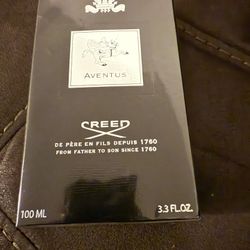 AVENTUS
CREED
DE PÈRE EN FILS DEPUIS 1760
FROM FATHER TO SON SINCE 1760
100 ML
3.3 FL.OZ.